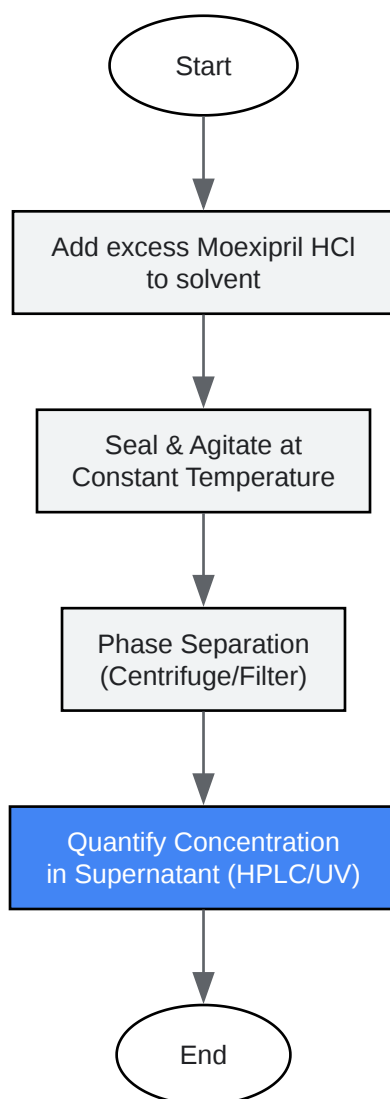 Start
Add excess Moexipril HCl
to solvent
Seal & Agitate at
Constant Temperature
Phase Separation
(Centrifuge/Filter)
Quantify Concentration
in Supernatant (HPLC/UV)
End